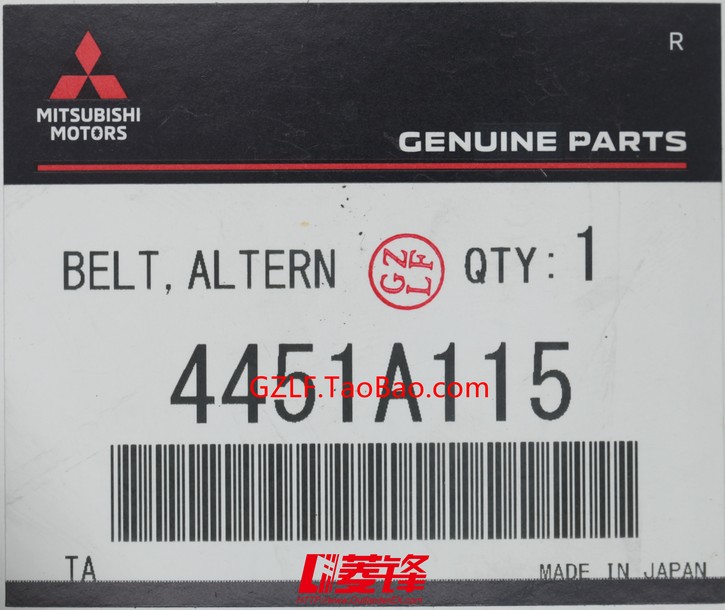 R
MITSUBISHI
MOTORS
GENUINE PARTS
BELT, ALTERN
GZ
LF
QTY: 1
4451A115
GZLF.TaoBao.com
TA
菱锋
MADE IN JAPAN